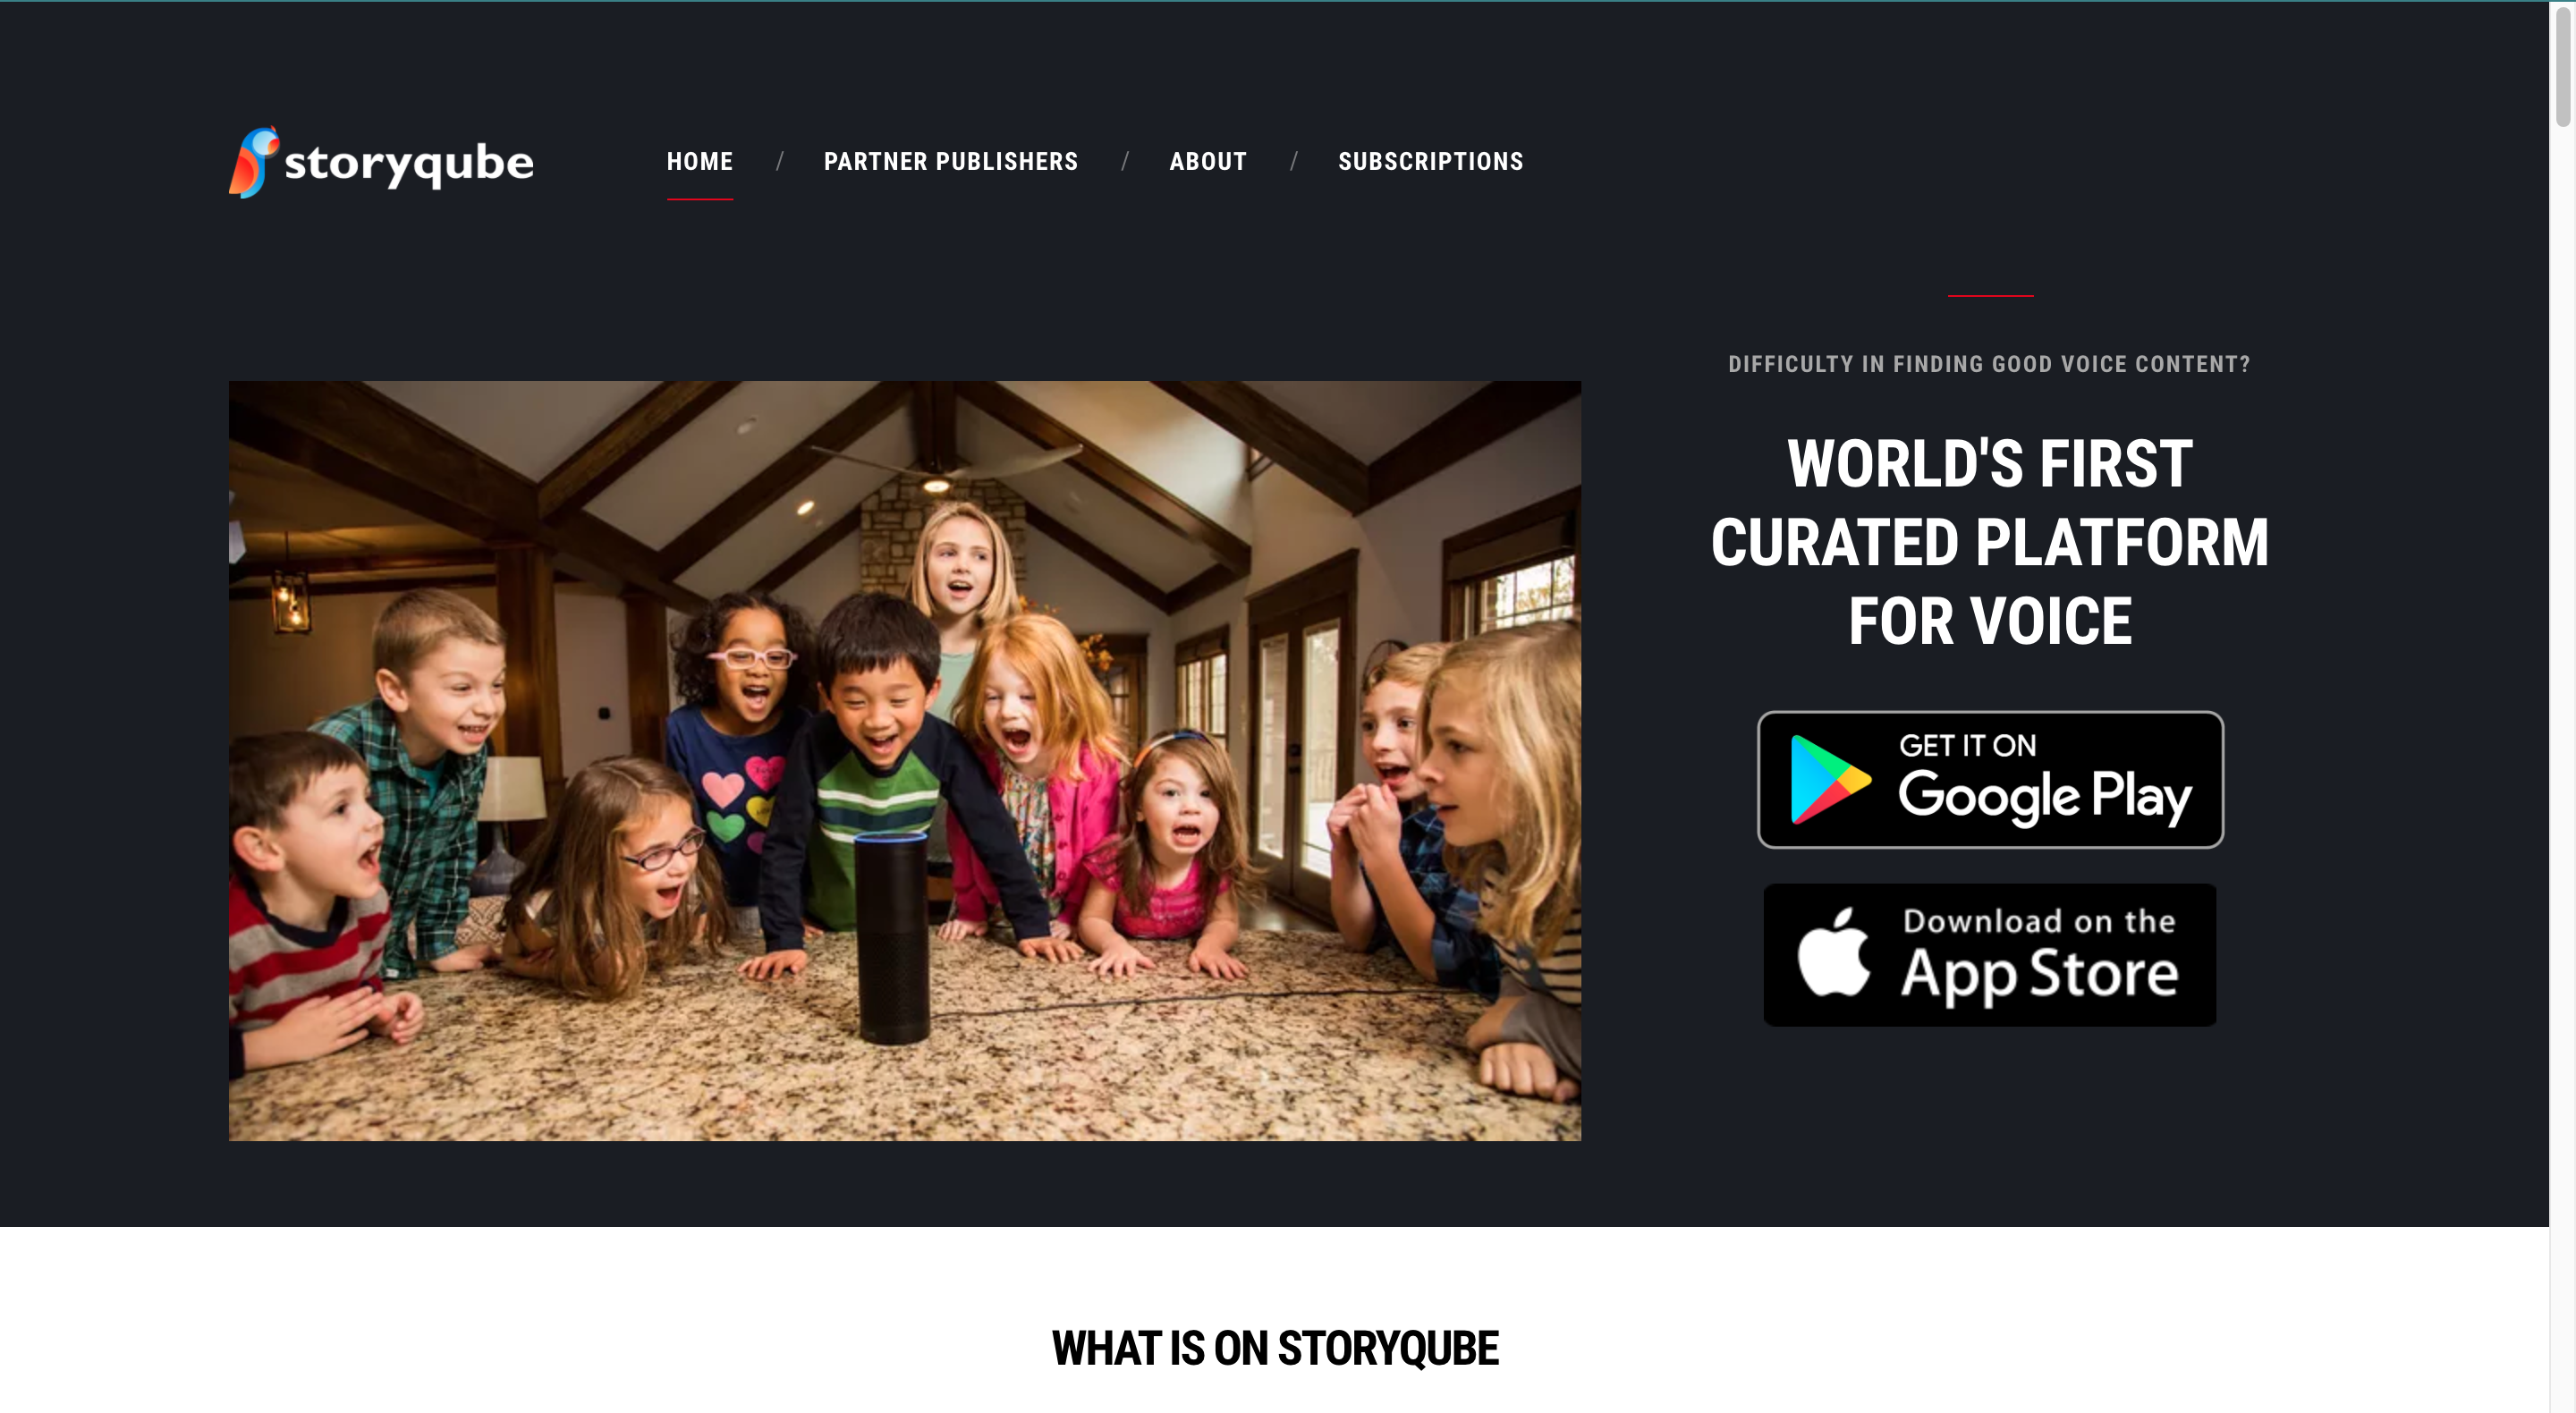 storyqube
HOME / PARTNER PUBLISHERS / ABOUT / SUBSCRIPTIONS
DIFFICULTY IN FINDING GOOD VOICE CONTENT?
WORLD'S FIRST
CURATED PLATFORM
FOR VOICE
GET IT ON
Google Play
Download on the
App Store
WHAT IS ON STORYQUBE